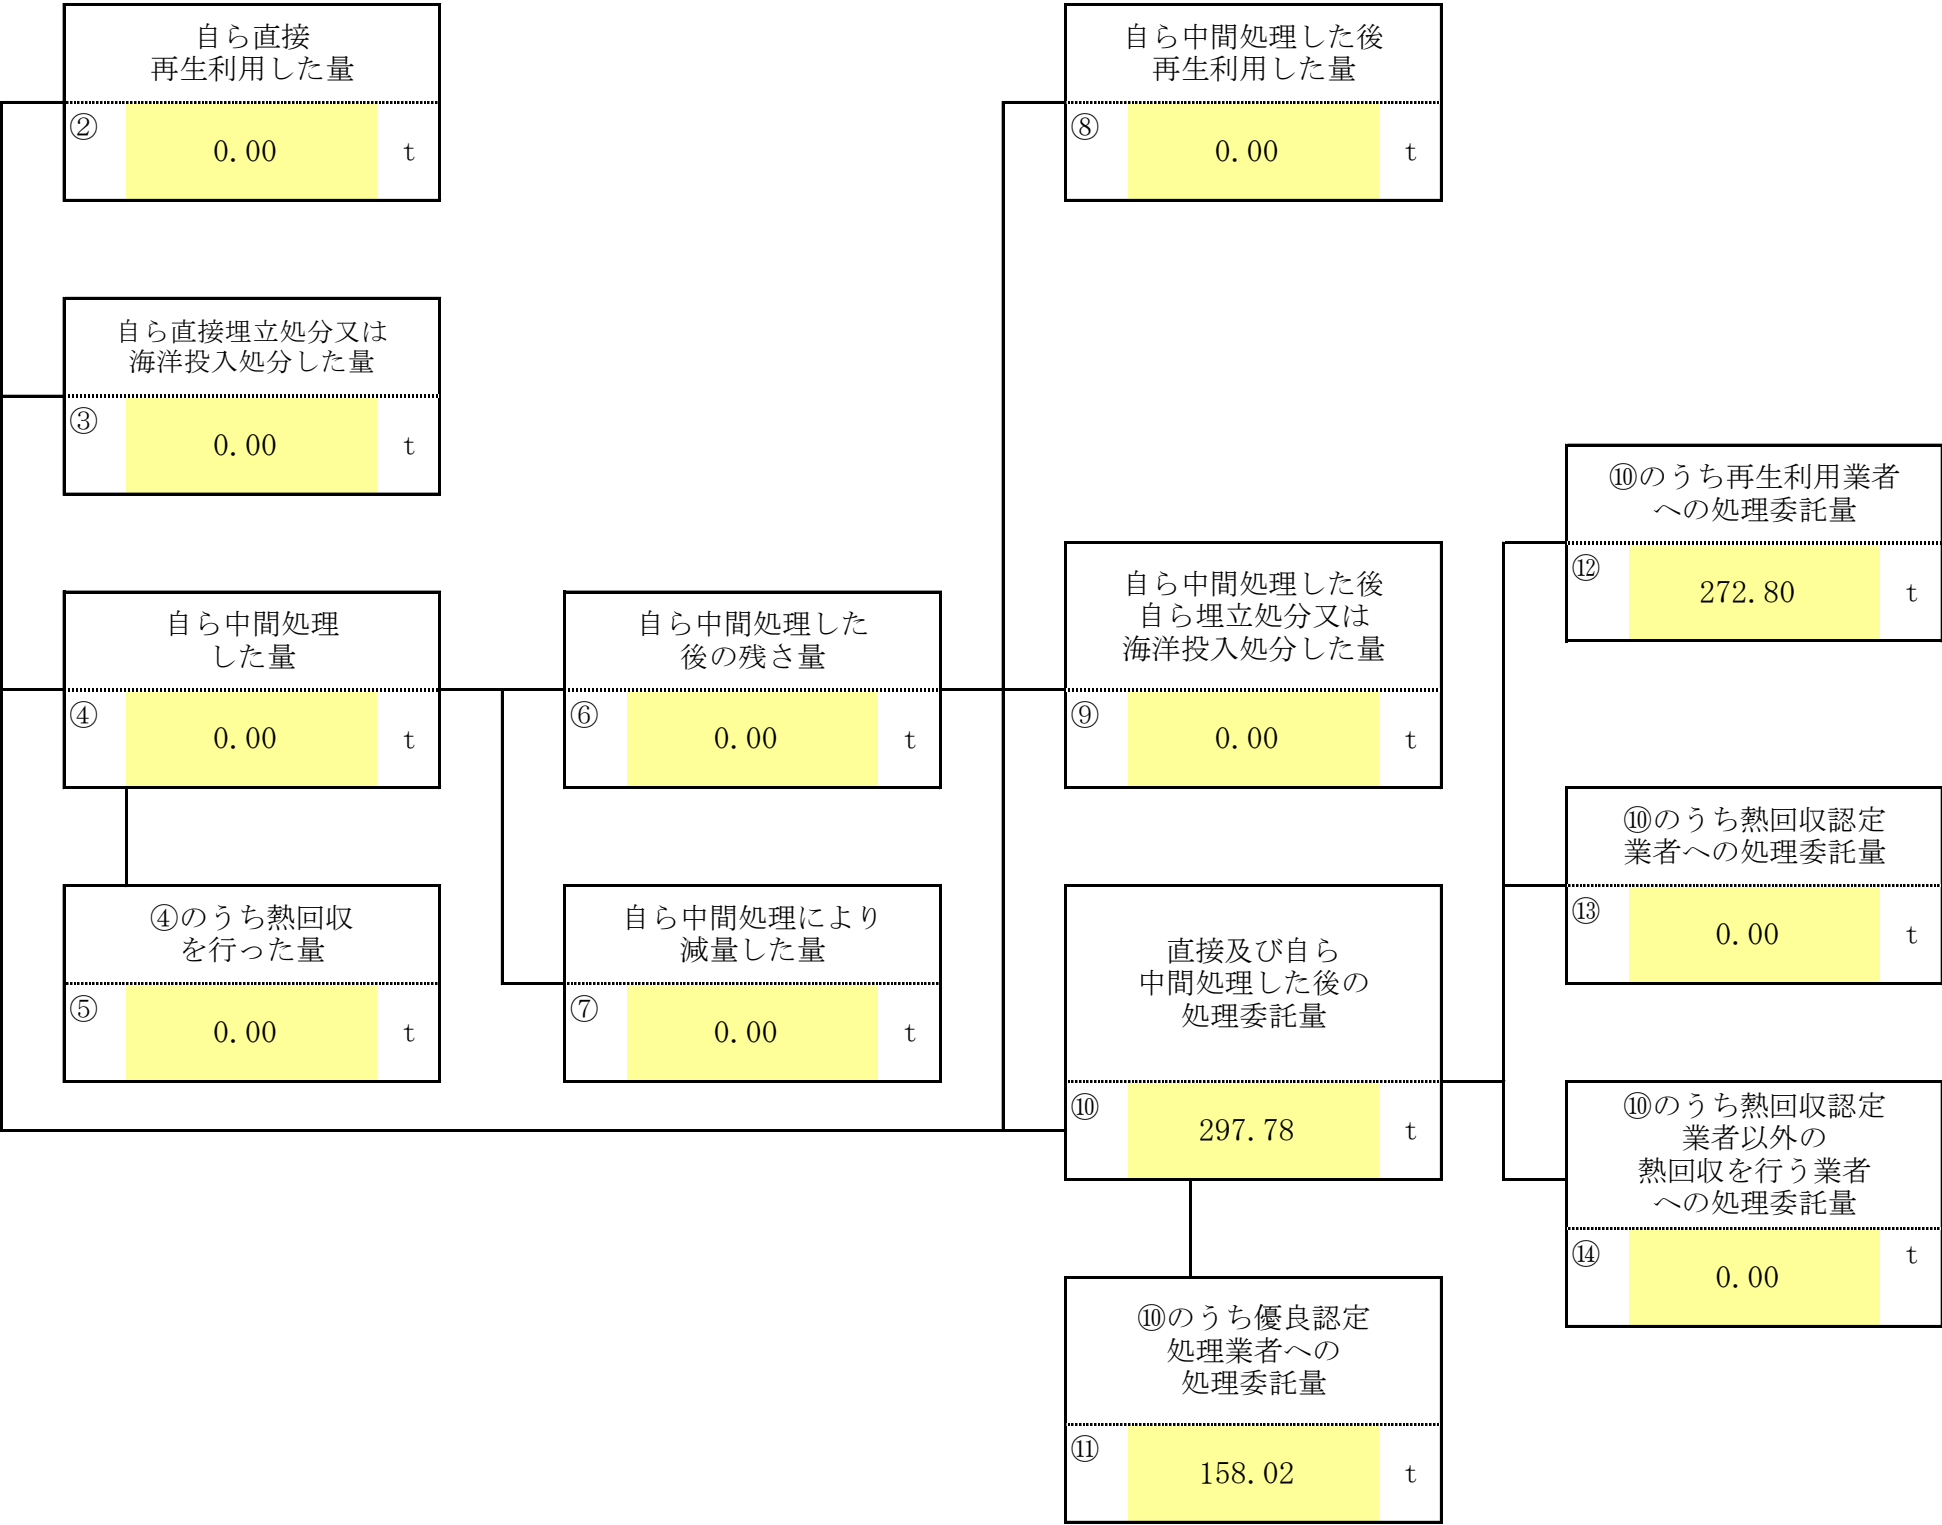 自ら直接
再生利用した量
②
0.00
t
自ら中間処理した後
再生利用した量
⑧
0.00
t
自ら直接埋立処分又は
海洋投入処分した量
③
0.00
t
⑩のうち再生利用業者
への処理委託量
⑫
272.80
t
自ら中間処理
した量
④
0.00
t
自ら中間処理した
後の残さ量
⑥
0.00
t
自ら中間処理した後
自ら埋立処分又は
海洋投入処分した量
⑨
0.00
t
⑩のうち熱回収認定
業者への処理委託量
⑬
0.00
t
④のうち熱回収
を行った量
⑤
0.00
t
自ら中間処理により
減量した量
⑦
0.00
t
直接及び自ら
中間処理した後の
処理委託量
⑩
297.78
t
⑩のうち熱回収認定
業者以外の
熱回収を行う業者
への処理委託量
⑭
0.00
t
⑩のうち優良認定
処理業者への
処理委託量
⑪
158.02
t